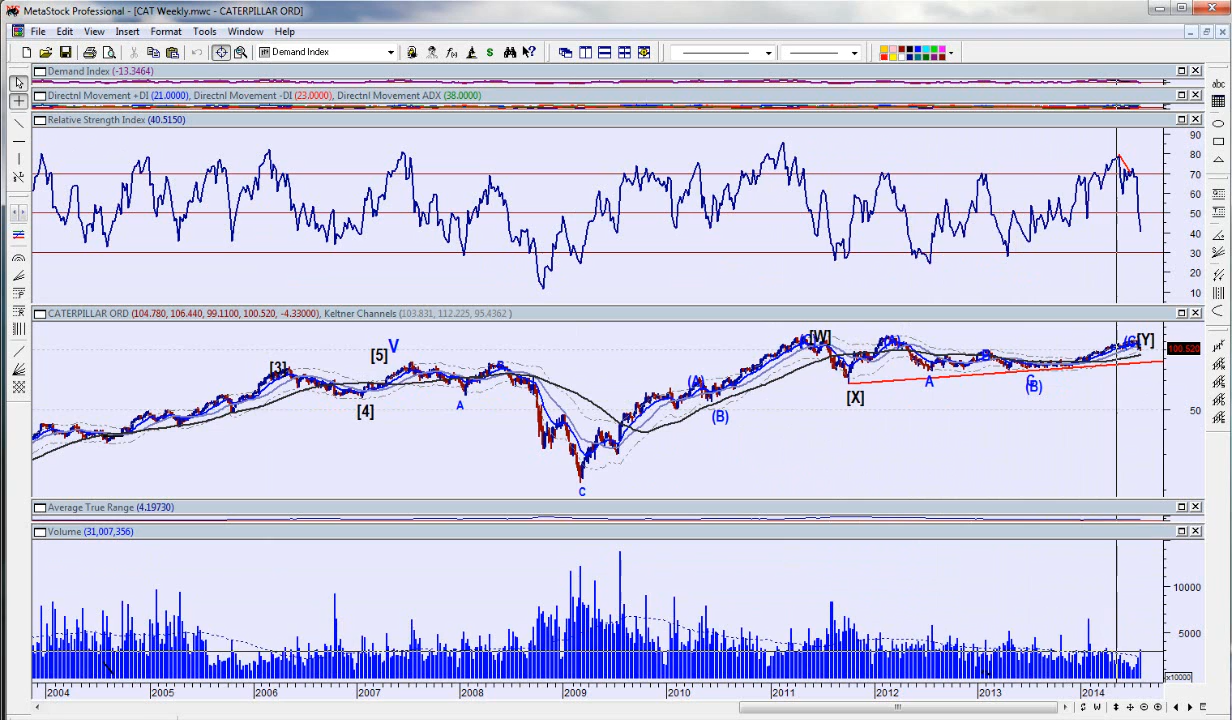 MetaStock Professional - [CAT Weekly.mwc - CATERPILLAR ORD]
File Edit View Insert Format Tools Window Help
Demand Index
Demand Index (-13.3464)
Directnl Movement +DI (21.0000), Directnl Movement -DI (23.0000), Directnl Movement ADX (38.0000)
Relative Strength Index (40.5150)
90
80
70
60
50
40
30
20
10
CATERPILLAR ORD (104.780, 106.440, 99.1100, 100.520, -4.33000), Keltner Channels (103.831, 112.225, 95.4362 )
[W]
[Y]
V
[5]
[3]
100.520
B
B
A
(A)
A
(B)
[4]
A
[X]
(B)
50
C
Average True Range (4.19730)
Volume (31,007,356)
10000
5000
x10000
2004 2005 2006 2007 2008 2009 2010 2011 2012 2013 2014
abc